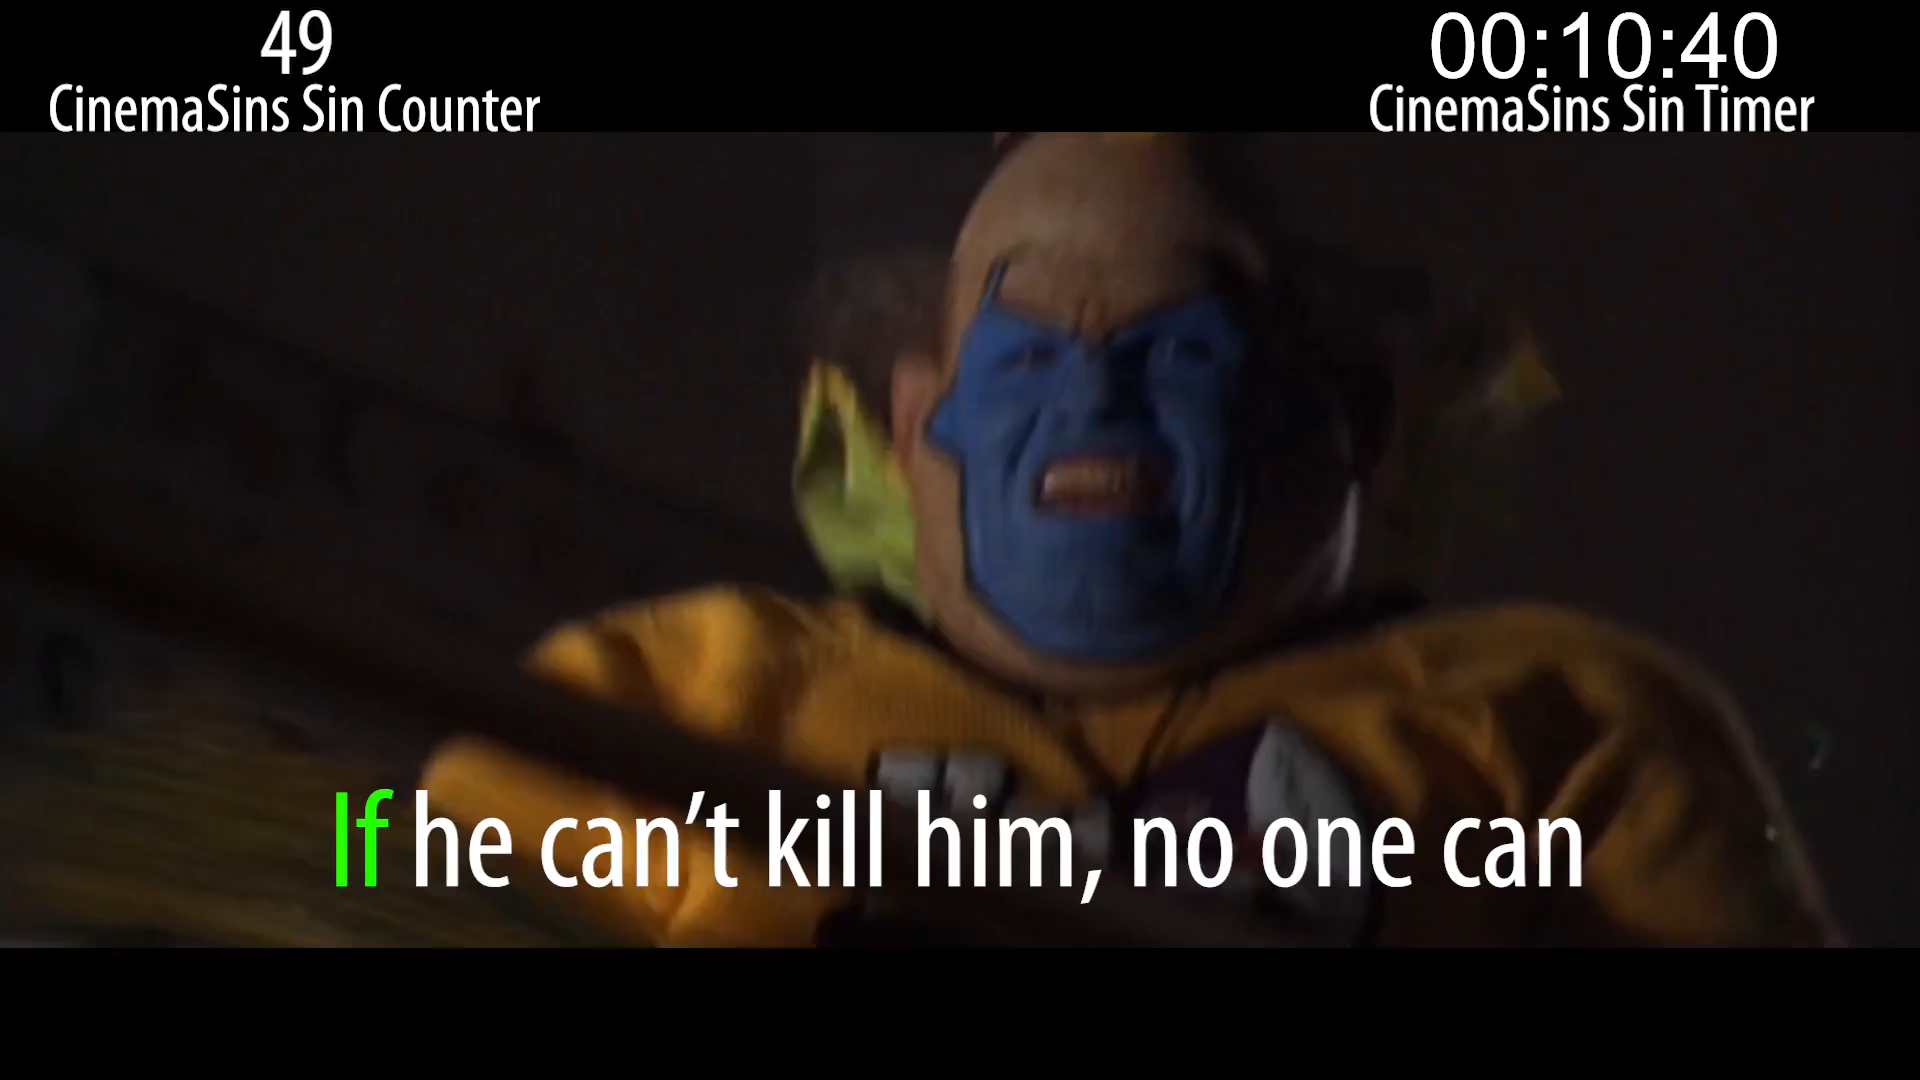 49
CinemaSins Sin Counter
00:10:40
CinemaSins Sin Timer
If he can’t kill him, no one can